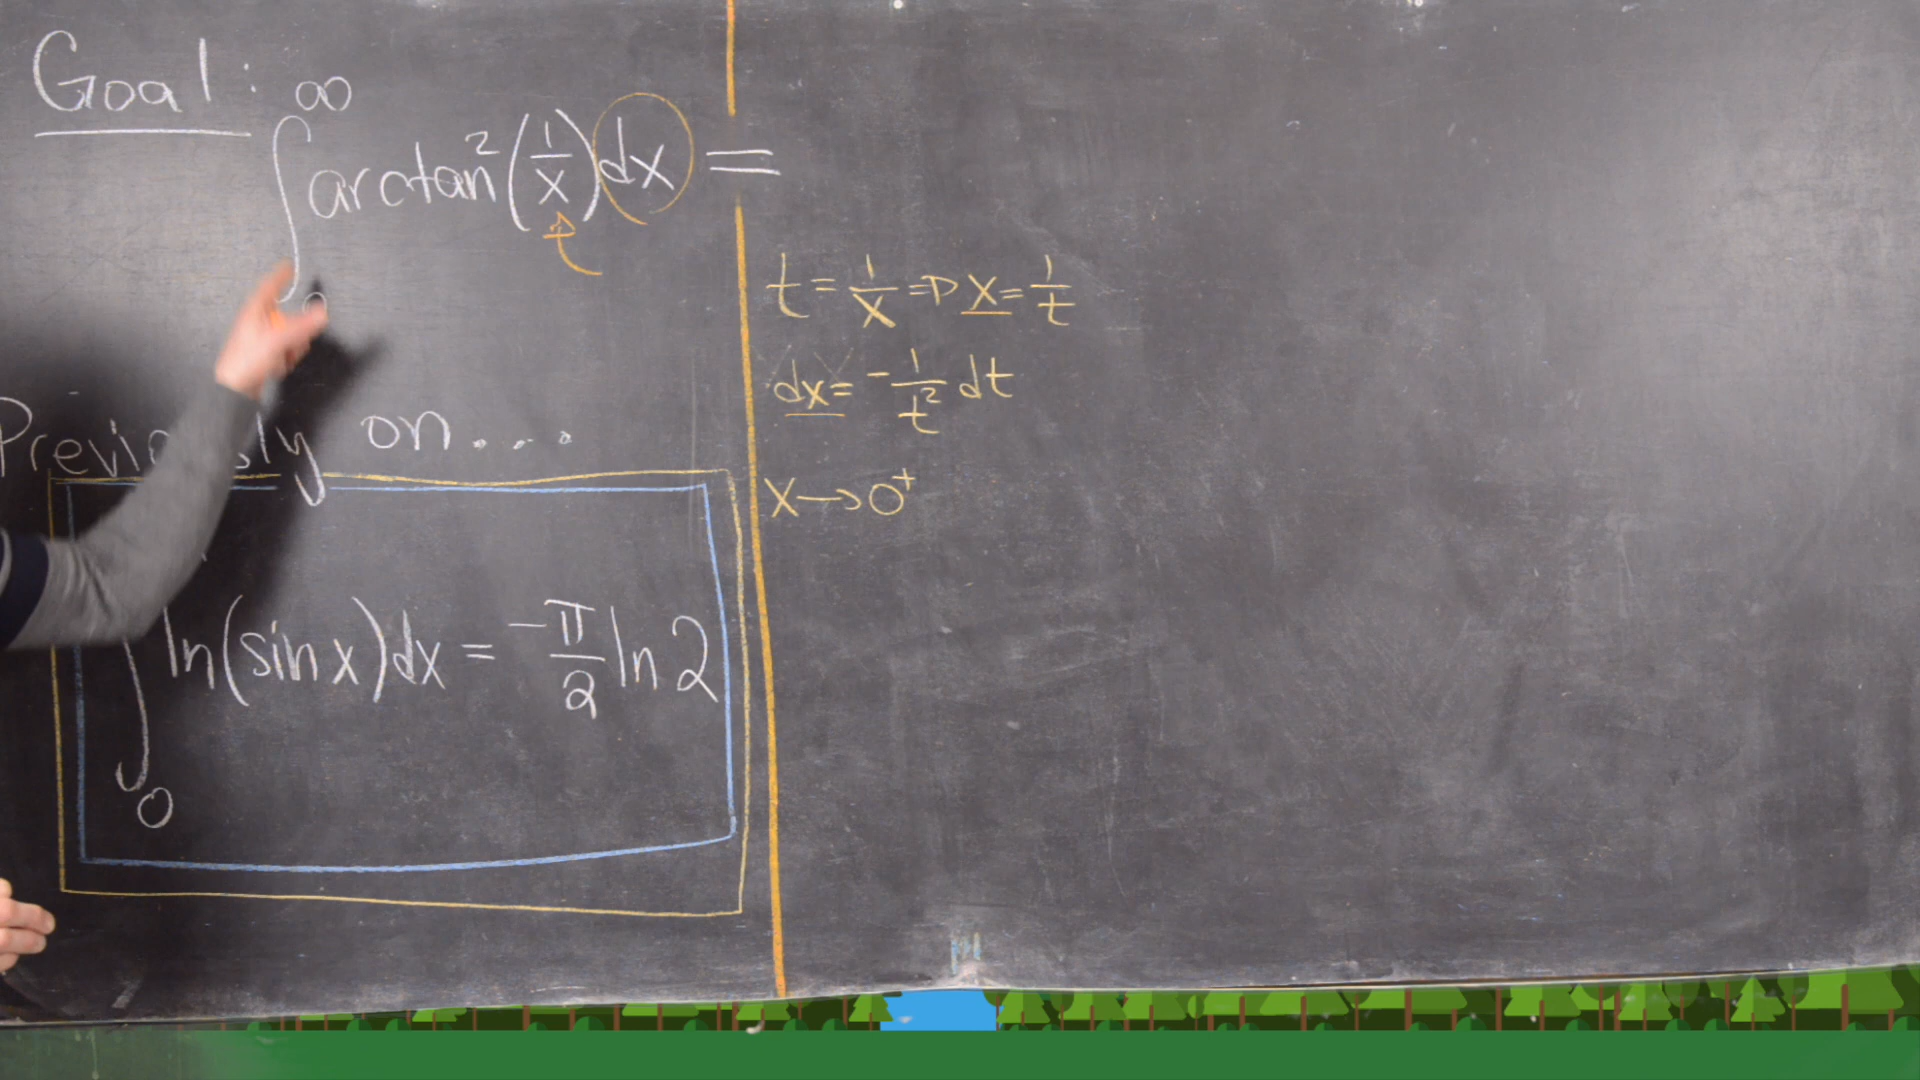 Goal:
∫₀^∞ arctan²(1/x)dx =
t = 1/x ⇒ x = 1/t
dx = -1/t² dt
x → 0⁺
Previously on...
∫₀ ln(sin x)dx = -π/2 ln 2